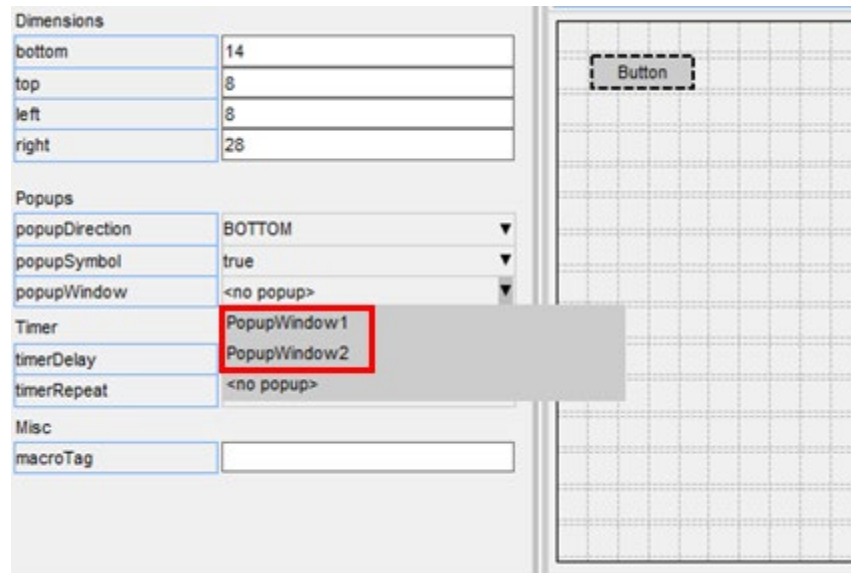 Dimensions
bottom 14
top 8
left 8
right 28
Popups
popupDirection BOTTOM
popupSymbol true
popupWindow <no popup>
PopupWindow1
Timer
PopupWindow2
timerDelay
<no popup>
timerRepeat
Misc
macroTag
Button